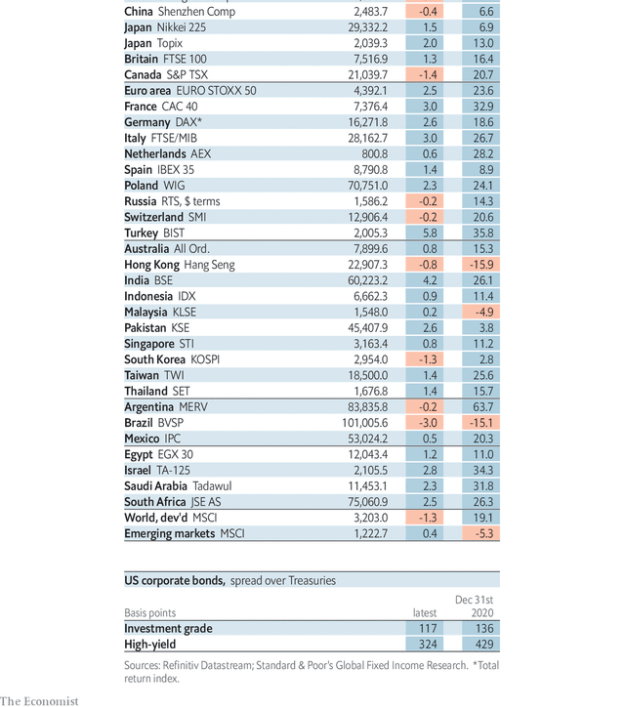 China Shenzhen Comp 2,483.7 -0.4 6.6
Japan Nikkei 225 29,332.2 1.5 6.9
Japan Topix 2,039.3 2.0 13.0
Britain FTSE 100 7,516.9 1.3 16.4
Canada S&P TSX 21,039.7 -1.4 20.7
Euro area EURO STOXX 50 4,392.1 2.5 23.6
France CAC 40 7,376.4 3.0 32.9
Germany DAX* 16,271.8 2.6 18.6
Italy FTSE/MIB 28,162.7 3.0 26.7
Netherlands AEX 800.8 0.6 28.2
Spain IBEX 35 8,790.8 1.4 8.9
Poland WIG 70,751.0 2.3 24.1
Russia RTS, $ terms 1,586.2 -0.2 14.3
Switzerland SMI 12,906.4 -0.2 20.6
Turkey BIST 2,005.3 5.8 35.8
Australia All Ord. 7,899.6 0.8 15.3
Hong Kong Hang Seng 22,907.3 -0.8 -15.9
India BSE 60,223.2 4.2 26.1
Indonesia IDX 6,662.3 0.9 11.4
Malaysia KLSE 1,548.0 0.2 -4.9
Pakistan KSE 45,407.9 2.6 3.8
Singapore STI 3,163.4 0.8 11.2
South Korea KOSPI 2,954.0 -1.3 2.8
Taiwan TWI 18,500.0 1.4 25.6
Thailand SET 1,676.8 1.4 15.7
Argentina MERV 83,835.8 -0.2 63.7
Brazil BVSP 101,005.6 -3.0 -15.1
Mexico IPC 53,024.2 0.5 20.3
Egypt EGX 30 12,043.4 1.2 11.0
Israel TA-125 2,105.5 2.8 34.3
Saudi Arabia Tadawul 11,453.1 2.3 31.8
South Africa JSE AS 75,060.9 2.5 26.3
World, dev'd MSCI 3,203.0 -1.3 19.1
Emerging markets MSCI 1,222.7 0.4 -5.3
US corporate bonds, spread over Treasuries
Dec 31st
Basis points latest 2020
Investment grade 117 136
High-yield 324 429
Sources: Refinitiv Datastream; Standard & Poor's Global Fixed Income Research. *Total
return index.
The Economist